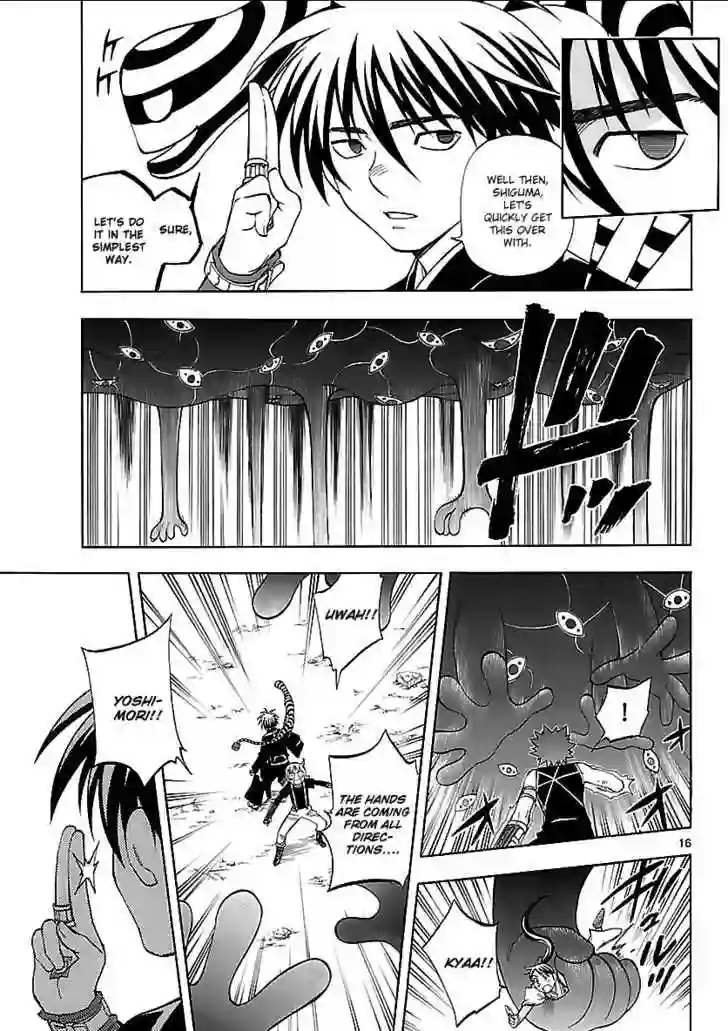 WELL THEN,
SHIGUMA,
LET'S
QUICKLY GET
THIS OVER
WITH.
SURE,
LET'S DO
IT IN THE
SIMPLEST
WAY.
!
16
KYAA!!
UWAH!!
THE HANDS
ARE COMING
FROM ALL
DIREC-
TIONS....
YOSHI-
MORI!!